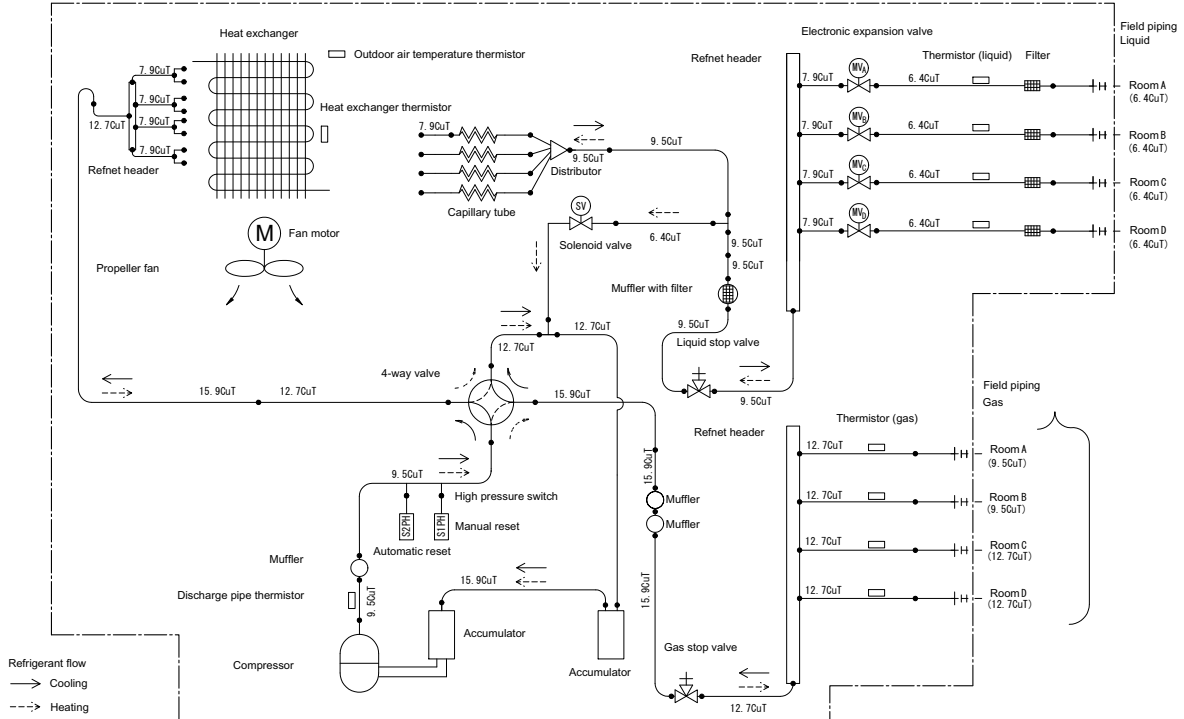 Heat exchanger
Outdoor air temperature thermistor
7.9CuT
7.9CuT
7.9CuT
7.9CuT
12.7CuT
Refnet header
Heat exchanger thermistor
M
Fan motor
Propeller fan
7.9CuT
Capillary tube
Distributor
9.5CuT
9.5CuT
SV
Solenoid valve
6.4CuT
9.5CuT
9.5CuT
Muffler with filter
9.5CuT
Liquid stop valve
9.5CuT
Refnet header
Electronic expansion valve
Thermistor (liquid)
Filter
Field piping
Liquid
7.9CuT
MVA
6.4CuT
Room A
(6.4CuT)
7.9CuT
MVB
6.4CuT
Room B
(6.4CuT)
7.9CuT
MVC
6.4CuT
Room C
(6.4CuT)
7.9CuT
MVD
6.4CuT
Room D
(6.4CuT)
12.7CuT
12.7CuT
4-way valve
15.9CuT
12.7CuT
15.9CuT
9.5CuT
High pressure switch
S2PH
S1PH
Manual reset
Automatic reset
Muffler
Discharge pipe thermistor
9.5CuT
Compressor
Accumulator
15.9CuT
Accumulator
15.9CuT
Muffler
Muffler
15.9CuT
Gas stop valve
12.7CuT
Refnet header
Thermistor (gas)
Field piping
Gas
12.7CuT
Room A
(9.5CuT)
12.7CuT
Room B
(9.5CuT)
12.7CuT
Room C
(12.7CuT)
12.7CuT
Room D
(12.7CuT)
Refrigerant flow
Cooling
Heating